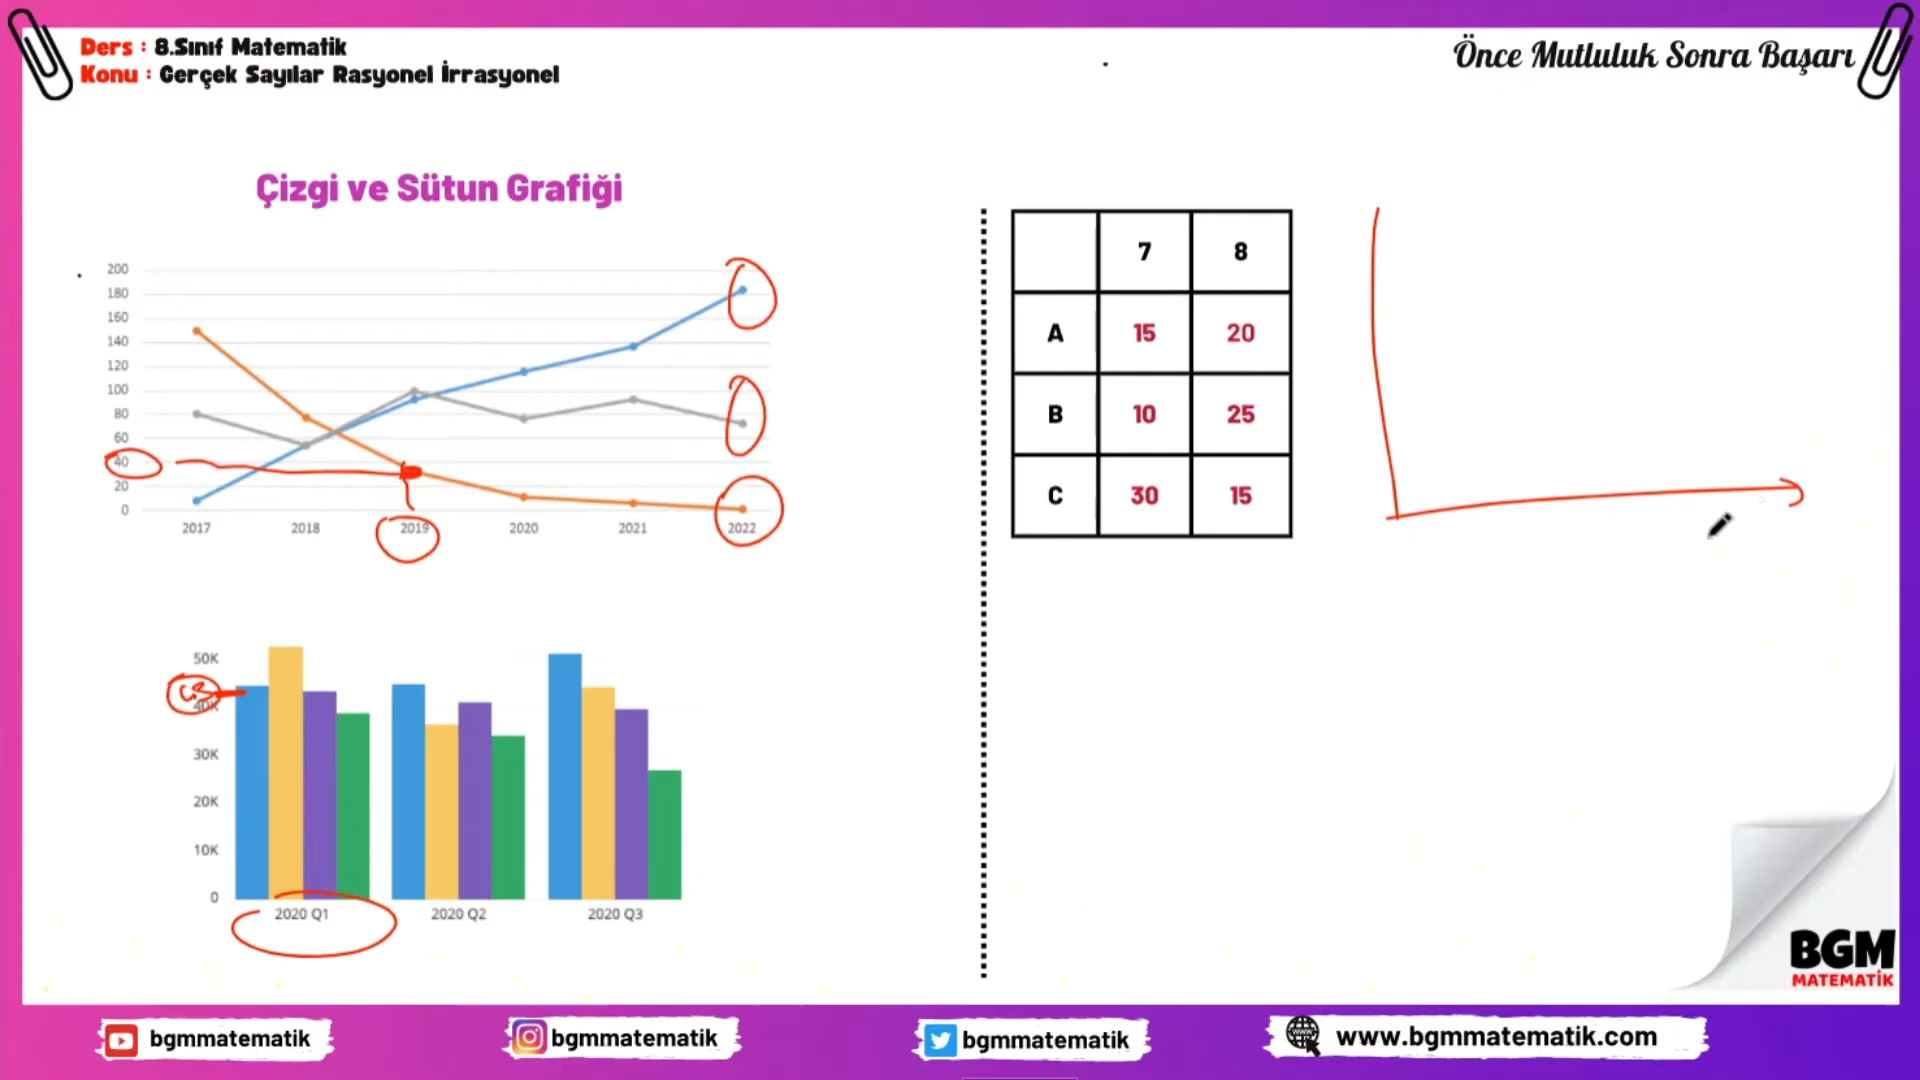 Ders : 8.Sınıf Matematik
Konu : Gerçek Sayılar Rasyonel İrrasyonel
Önce Mutluluk Sonra Başarı
Çizgi ve Sütun Grafiği
200
180
160
140
120
100
80
60
40
20
0
2017 2018 2019 2020 2021 2022
50K
40K
30K
20K
10K
0
2020 Q1 2020 Q2 2020 Q3
7 8
A 15 20
B 10 25
C 30 15
BGM
MATEMATİK
bgmmatematik
bgmmatematik
bgmmatematik
www
www.bgmmatematik.com